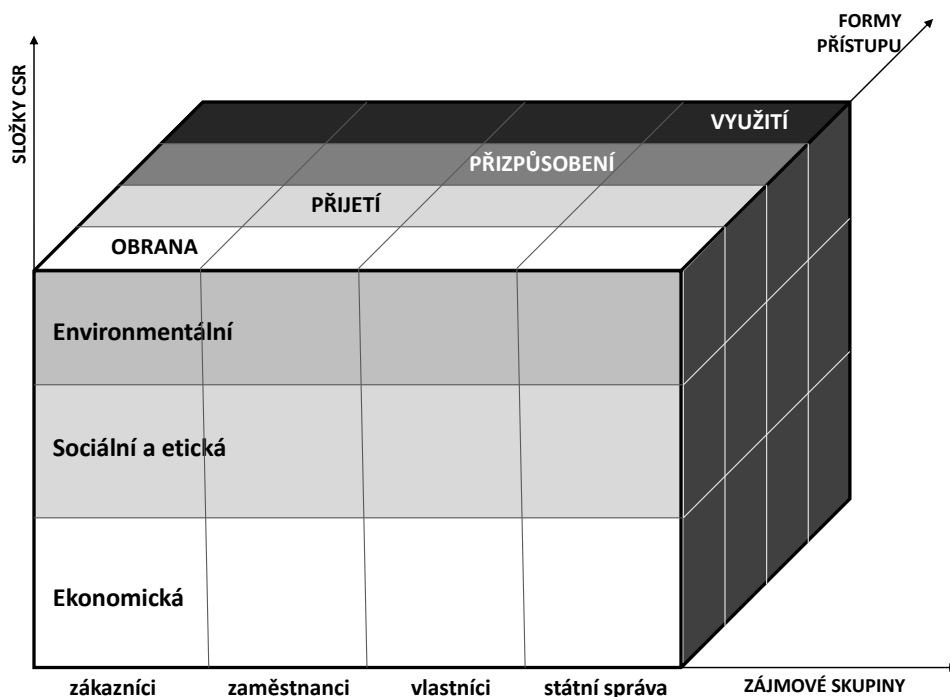 FORMY
PŘÍSTUPU
SLOŽKY CSR
VYUŽITÍ
PŘIZPŮSOBENÍ
PŘIJETÍ
OBRANA
Environmentální
Sociální a etická
Ekonomická
zákazníci zaměstnanci vlastníci státní správa ZÁJMOVÉ SKUPINY